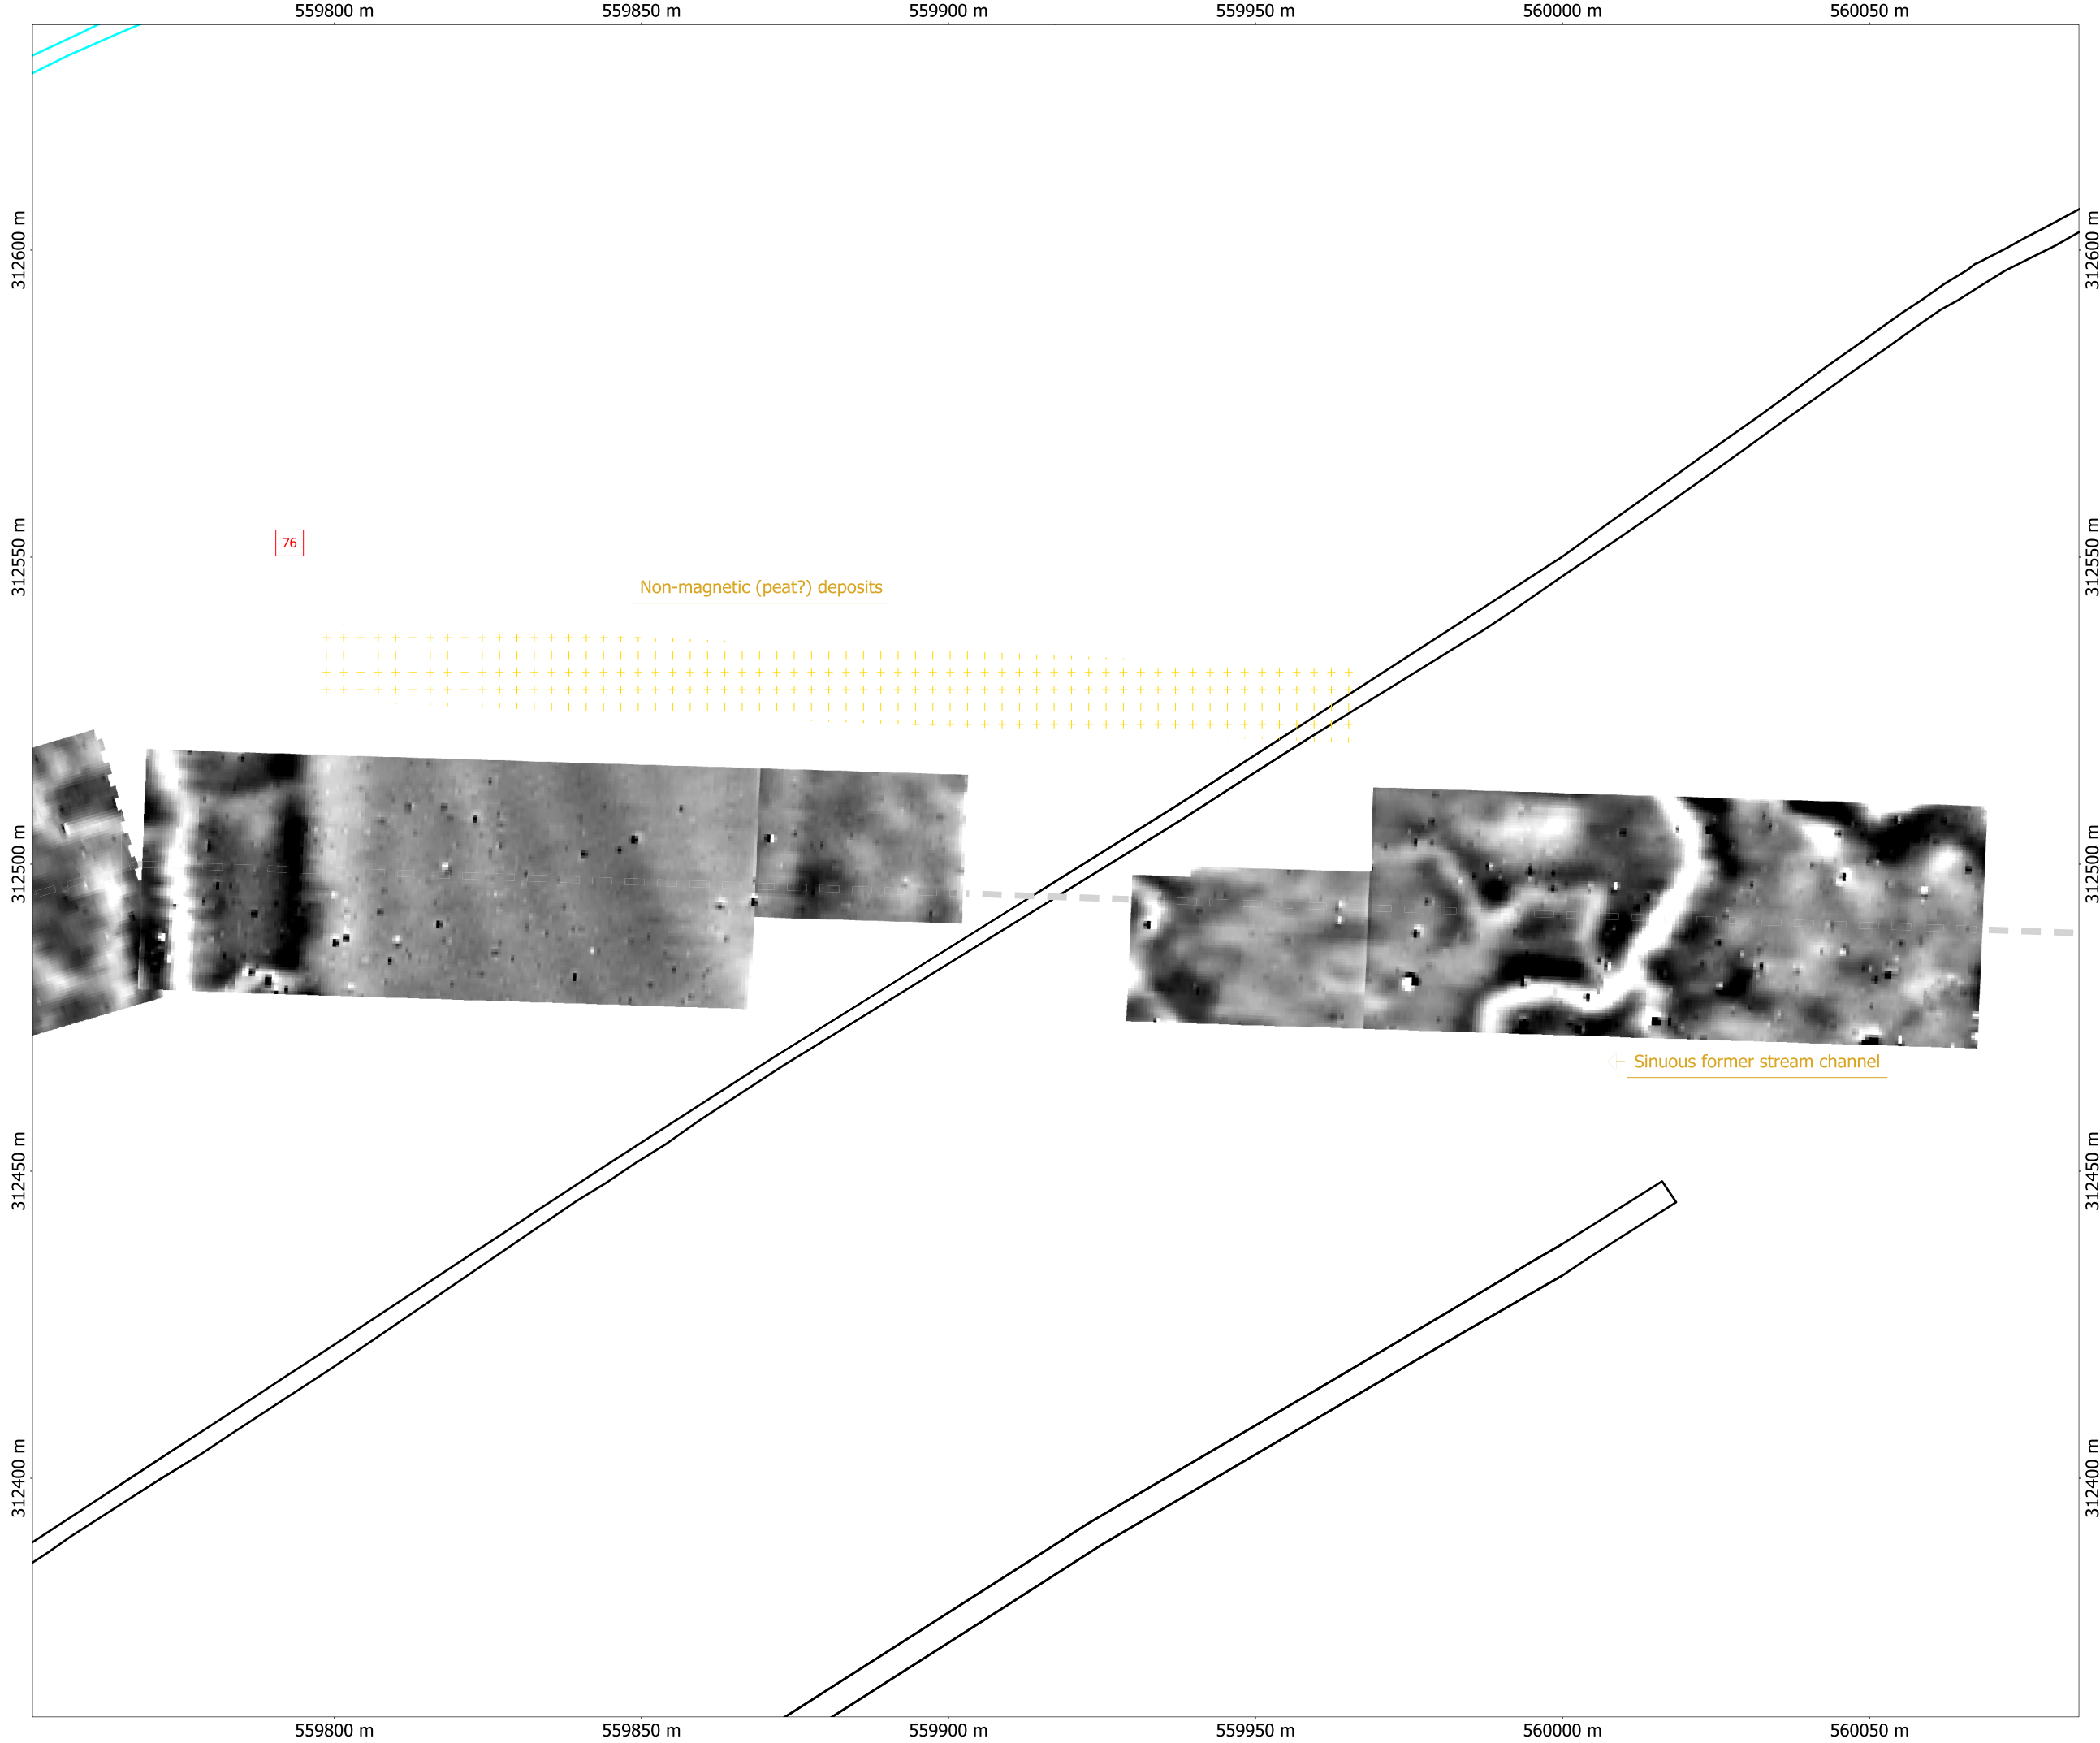 559800 m 559850 m 559900 m 559950 m 560000 m 560050 m
312600 m 312600 m
312550 m 312550 m
76
Non-magnetic (peat?) deposits
312500 m 312500 m
Sinuous former stream channel
312450 m 312450 m
312400 m 312400 m
559800 m 559850 m 559900 m 559950 m 560000 m 560050 m